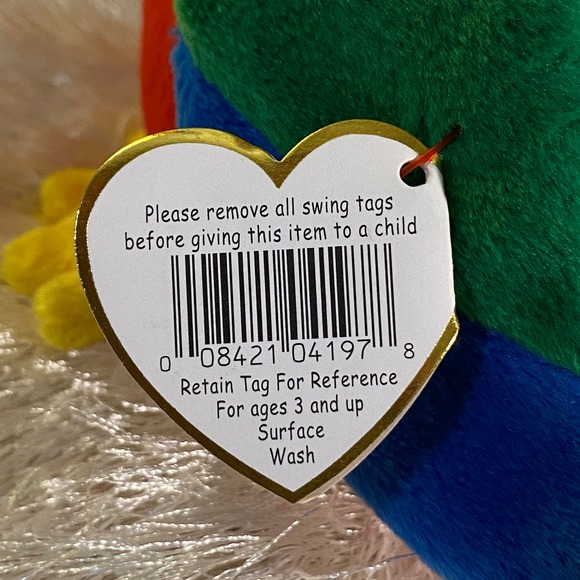 Please remove all swing tags
before giving this item to a child
0 08421 04197 8
Retain Tag For Reference
For ages 3 and up
Surface
Wash